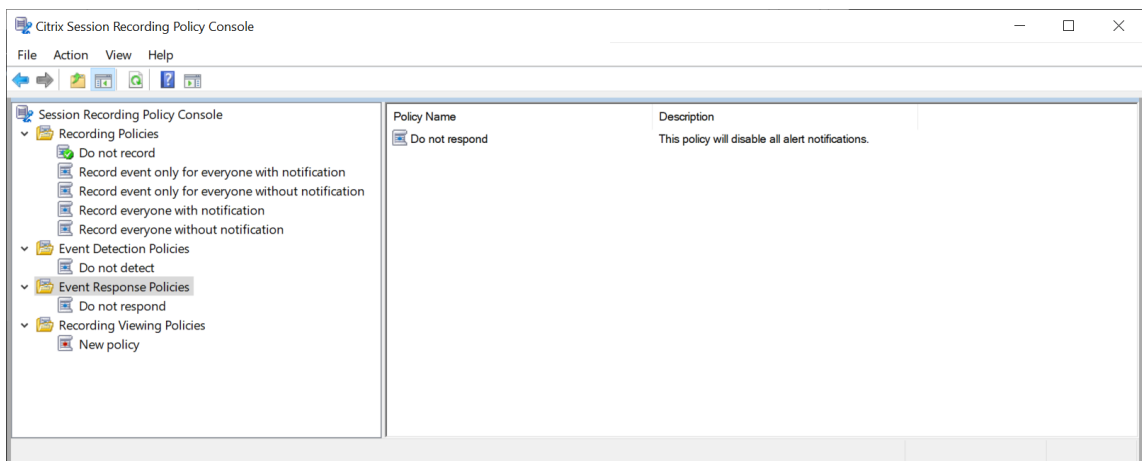 Citrix Session Recording Policy Console
File Action View Help
Session Recording Policy Console
Recording Policies
Do not record
Record event only for everyone with notification
Record event only for everyone without notification
Record everyone with notification
Record everyone without notification
Event Detection Policies
Do not detect
Event Response Policies
Do not respond
Recording Viewing Policies
New policy
Policy Name Description
Do not respond This policy will disable all alert notifications.